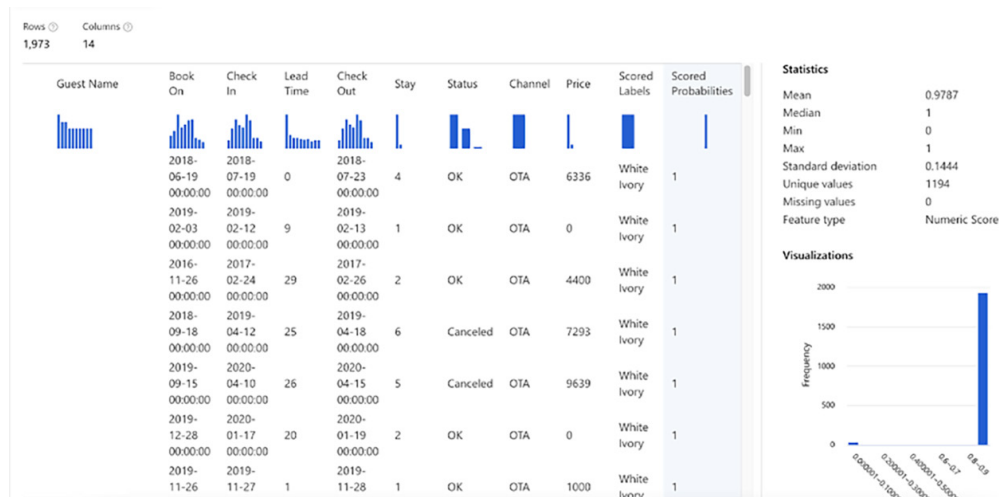 Rows Columns
1,973 14
Guest Name Book On Check In Lead Time Check Out Stay Status Channel Price Scored Labels Scored Probabilities
2018-06-19 00:00:00 2018-07-19 00:00:00 0 2018-07-23 00:00:00 4 OK OTA 6336 White Ivory 1
2019-02-03 00:00:00 2019-02-12 00:00:00 9 2019-02-13 00:00:00 1 OK OTA 0 White Ivory 1
2016-11-26 00:00:00 2017-02-24 00:00:00 29 2017-02-26 00:00:00 2 OK OTA 4400 White Ivory 1
2018-09-18 00:00:00 2019-04-12 00:00:00 25 2019-04-18 00:00:00 6 Canceled OTA 7293 White Ivory 1
2019-09-15 00:00:00 2020-04-10 00:00:00 26 2020-04-15 00:00:00 5 Canceled OTA 9639 White Ivory 1
2019-12-28 00:00:00 2020-01-17 00:00:00 20 2020-01-19 00:00:00 2 OK OTA 0 White Ivory 1
2019-11-26 2019-11-27 1 2019-11-28 1 OK OTA 1000 White Ivory 1
Statistics
Mean 0.9787
Median 1
Min 0
Max 1
Standard deviation 0.1444
Unique values 1194
Missing values 0
Feature type Numeric Score
Visualizations
2000
1500
1000
500
0
Frequency
0.6-0.7
0.8-0.9